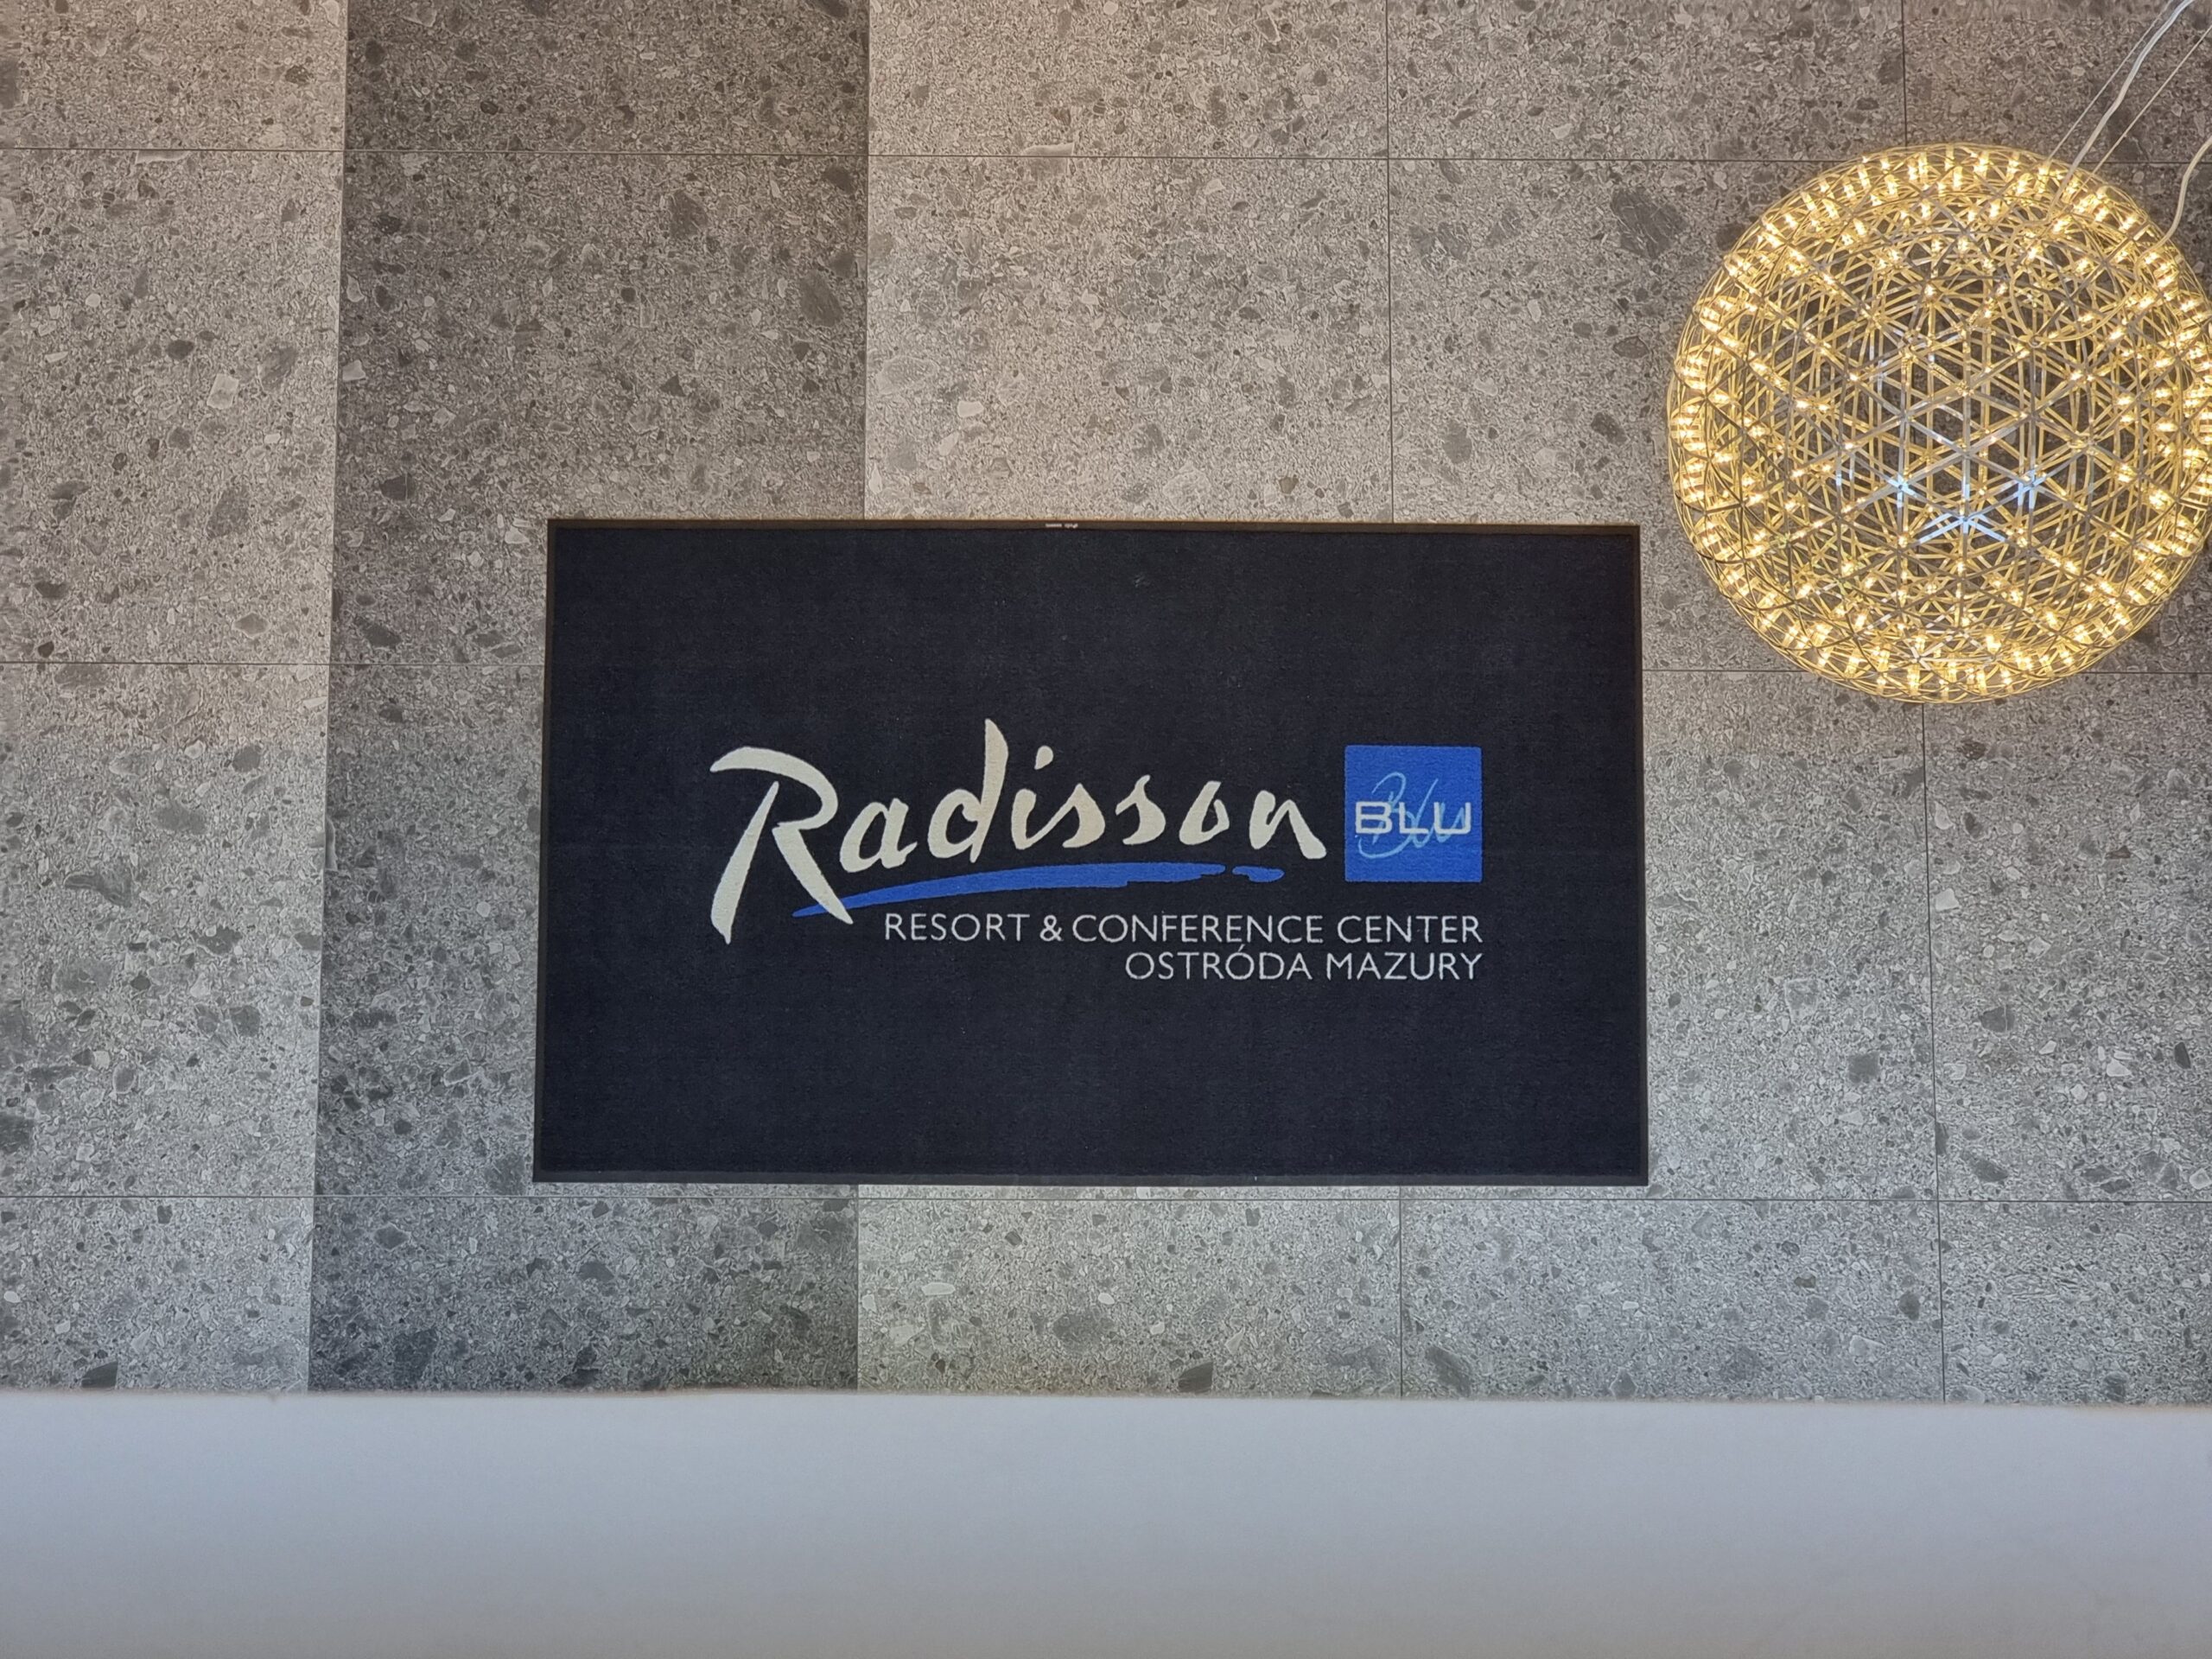 Radisson BLU
RESORT & CONFERENCE CENTER
OSTRÓDA MAZURY